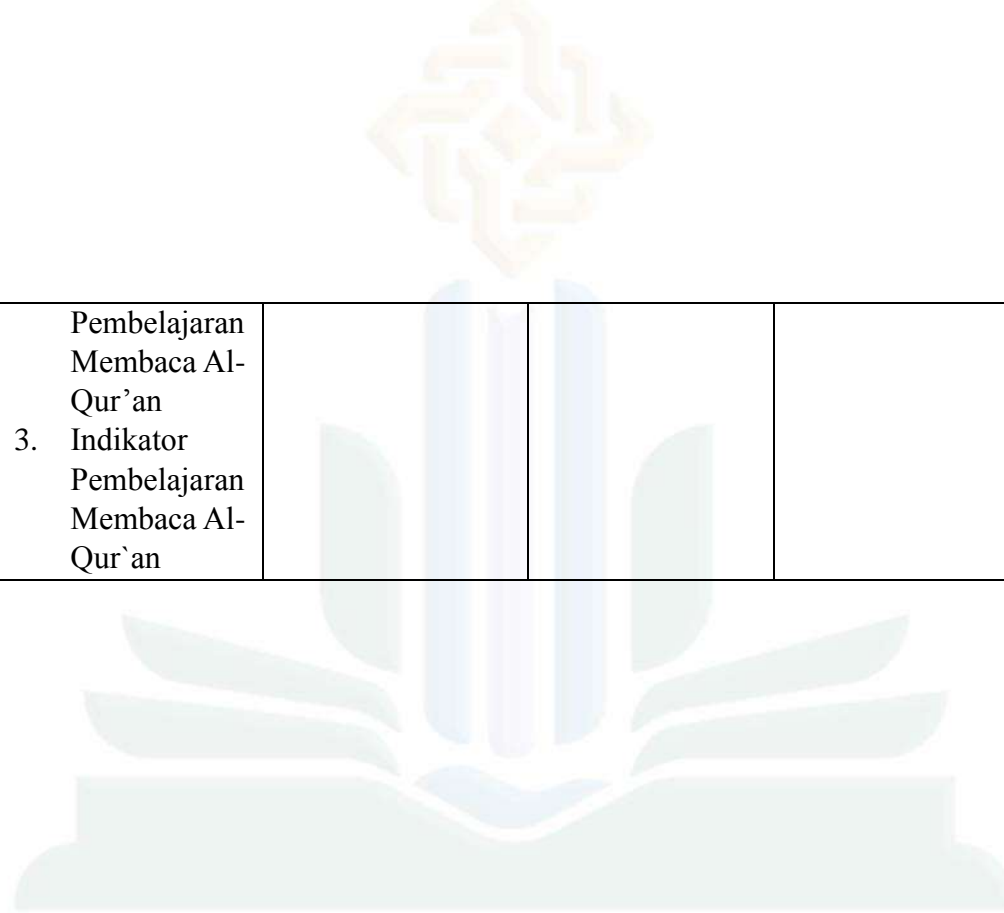 Pembelajaran
Membaca Al-
Qur’an
3. Indikator
Pembelajaran
Membaca Al-
Qur`an